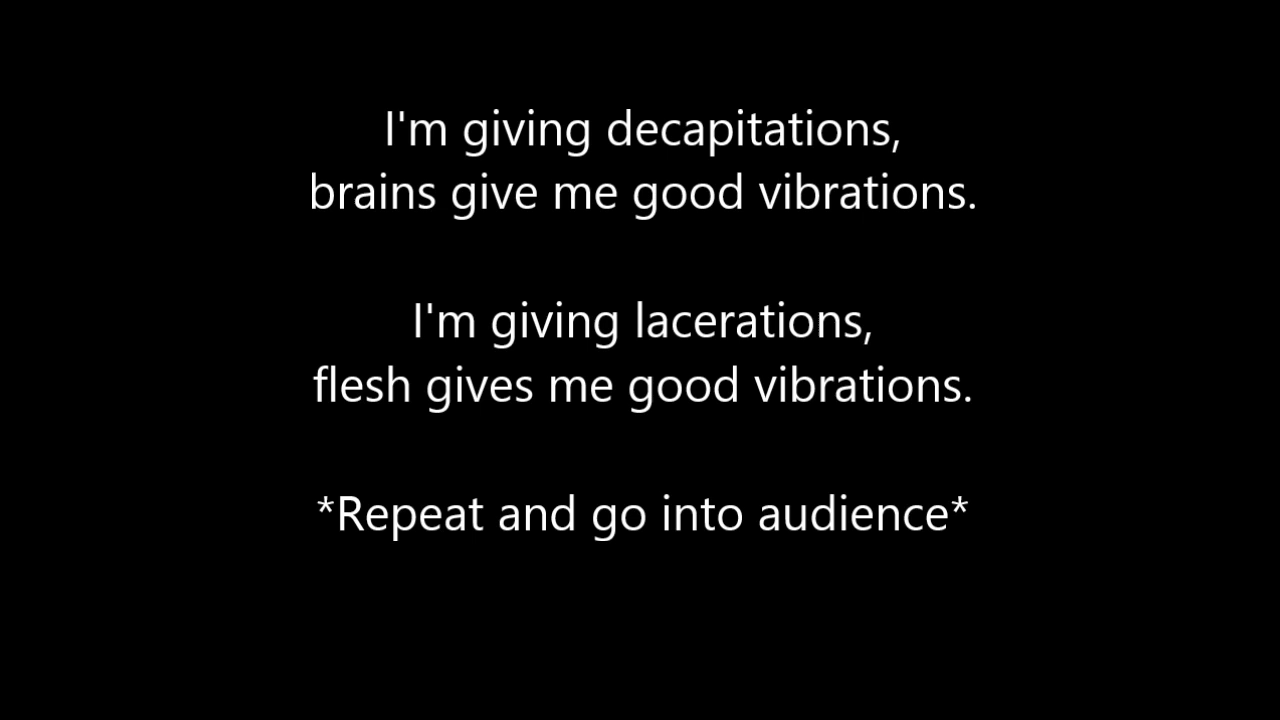 I'm giving decapitations,
brains give me good vibrations.
I'm giving lacerations,
flesh gives me good vibrations.
*Repeat and go into audience*